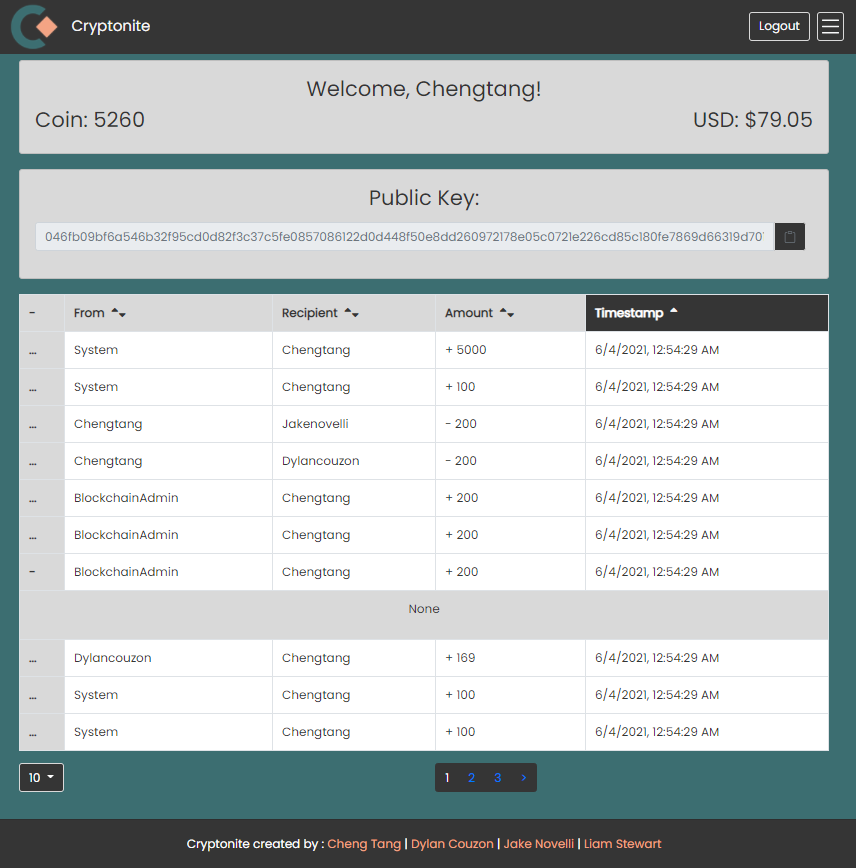 Cryptonite Logout
Welcome, Chengtang!
Coin: 5260 USD: $79.05
Public Key:
046fb09bf6a546b32f95cd0d82f3c37c5fe0857086122d0d448f50e8dd260972178e05c0721e226cd85c180fe7869d66319d70
- From Recipient Amount Timestamp
... System Chengtang + 5000 6/4/2021, 12:54:29 AM
... System Chengtang + 100 6/4/2021, 12:54:29 AM
... Chengtang Jakenovelli - 200 6/4/2021, 12:54:29 AM
... Chengtang Dylancouzon - 200 6/4/2021, 12:54:29 AM
... BlockchainAdmin Chengtang + 200 6/4/2021, 12:54:29 AM
... BlockchainAdmin Chengtang + 200 6/4/2021, 12:54:29 AM
- BlockchainAdmin Chengtang + 200 6/4/2021, 12:54:29 AM
None
... Dylancouzon Chengtang + 169 6/4/2021, 12:54:29 AM
... System Chengtang + 100 6/4/2021, 12:54:29 AM
... System Chengtang + 100 6/4/2021, 12:54:29 AM
10 1 2 3 >
Cryptonite created by : Cheng Tang | Dylan Couzon | Jake Novelli | Liam Stewart